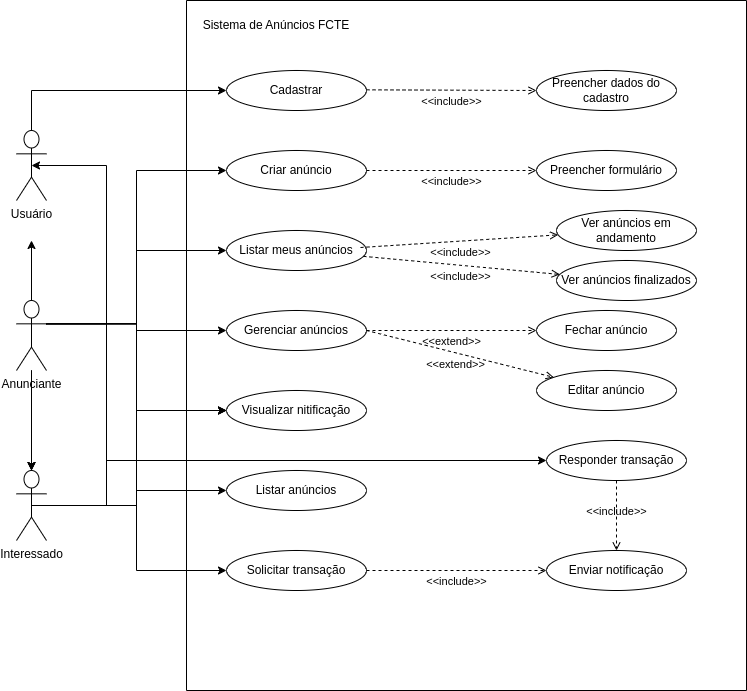 Sistema de Anúncios FCTE
Cadastrar
<<include>>
Preencher dados do
cadastro
Usuário
Criar anúncio
<<include>>
Preencher formulário
Listar meus anúncios
<<include>>
Ver anúncios em
andamento
<<include>>
Ver anúncios finalizados
Anunciante
Gerenciar anúncios
<<extend>>
Fechar anúncio
<<extend>>
Editar anúncio
Visualizar nitificação
Responder transação
<<include>>
Listar anúncios
Interessado
Solicitar transação
<<include>>
Enviar notificação